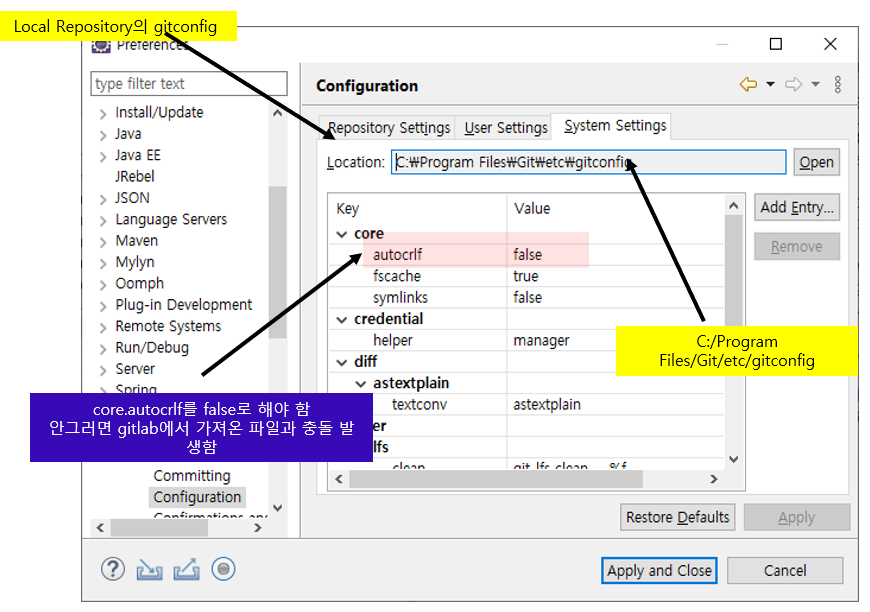 Local Repository의 gitconfig
Preferences
type filter text
Install/Update
Java
Java EE
JRebel
JSON
Language Servers
Maven
Mylyn
Oomph
Plug-in Development
Remote Systems
Run/Debug
Server
Spring
Committing
Configuration
Configuration
Repository Settings
User Settings
System Settings
Location:
C:₩Program Files₩Git₩etc₩gitconfig
Open
Key Value
core
autocrlf false
fscache true
symlinks false
credential
helper manager
diff
astextplain
textconv astextplain
lfs
clean git-lfs clean -- %f
Add Entry...
Remove
C:/Program
Files/Git/etc/gitconfig
core.autocrlf를 false로 해야 함
안그러면 gitlab에서 가져온 파일과 충돌 발
생함
Restore Defaults
Apply
Apply and Close
Cancel